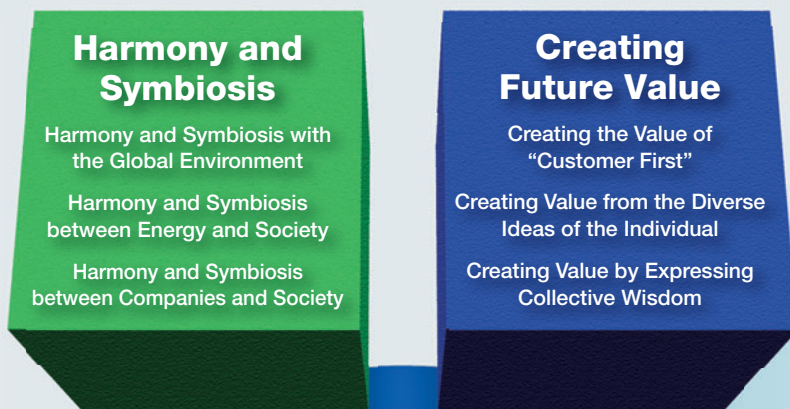 Harmony and
Symbiosis
Harmony and Symbiosis with
the Global Environment
Harmony and Symbiosis
between Energy and Society
Harmony and Symbiosis
between Companies and Society
Creating
Future Value
Creating the Value of
“Customer First”
Creating Value from the Diverse
Ideas of the Individual
Creating Value by Expressing
Collective Wisdom